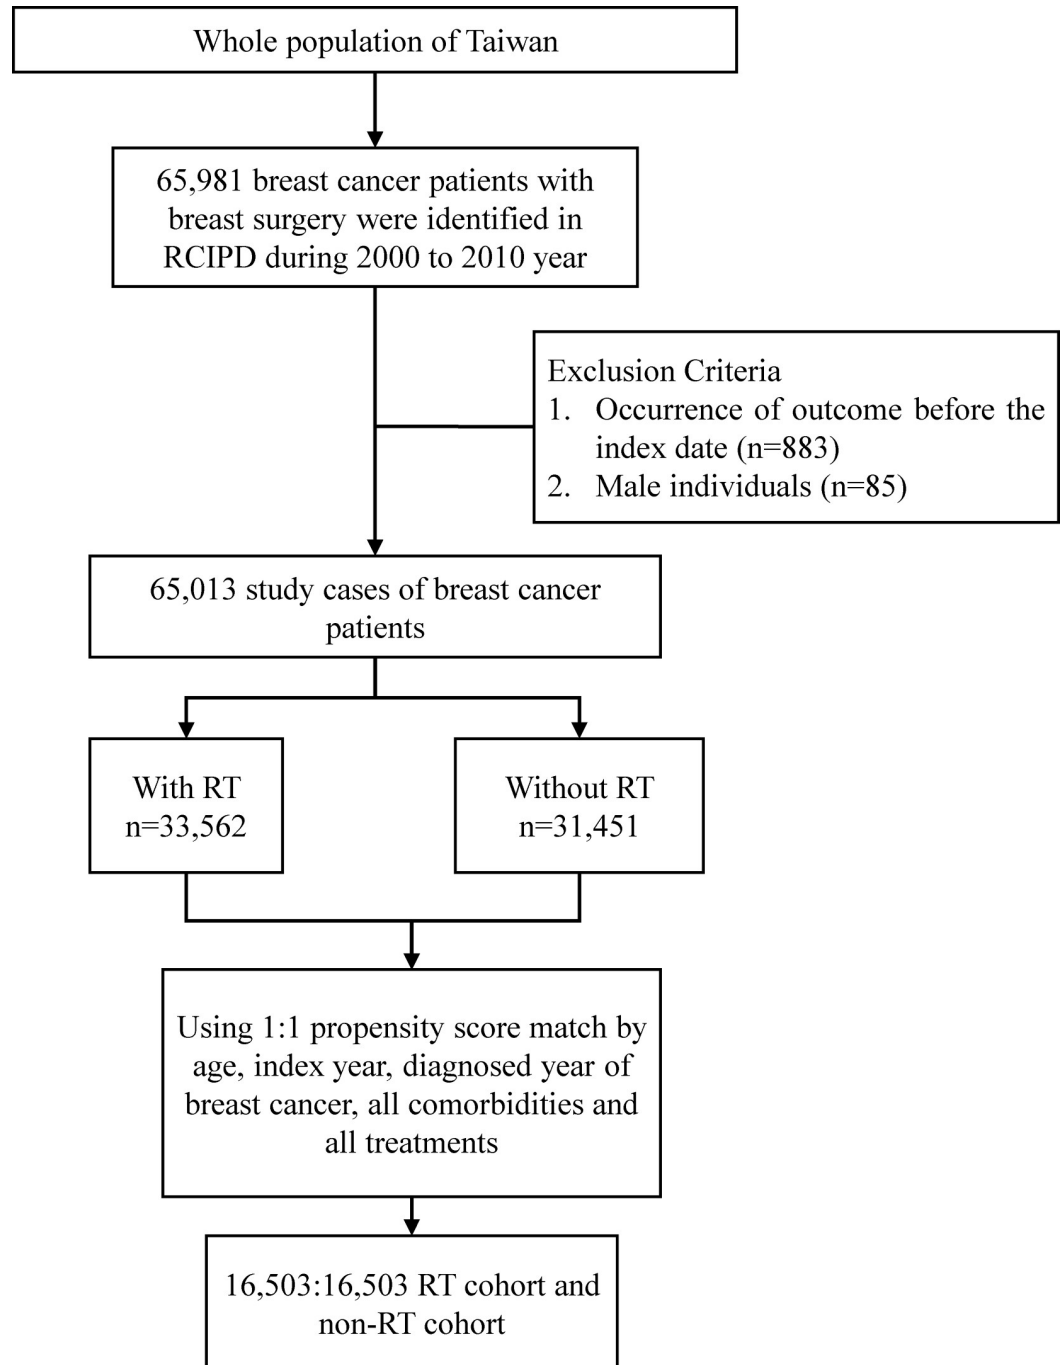 Whole population of Taiwan
65,981 breast cancer patients with
breast surgery were identified in
RCIPD during 2000 to 2010 year
Exclusion Criteria
1. Occurrence of outcome before the
index date (n=883)
2. Male individuals (n=85)
65,013 study cases of breast cancer
patients
With RT
n=33,562
Without RT
n=31,451
Using 1:1 propensity score match by
age, index year, diagnosed year of
breast cancer, all comorbidities and
all treatments
16,503:16,503 RT cohort and
non-RT cohort